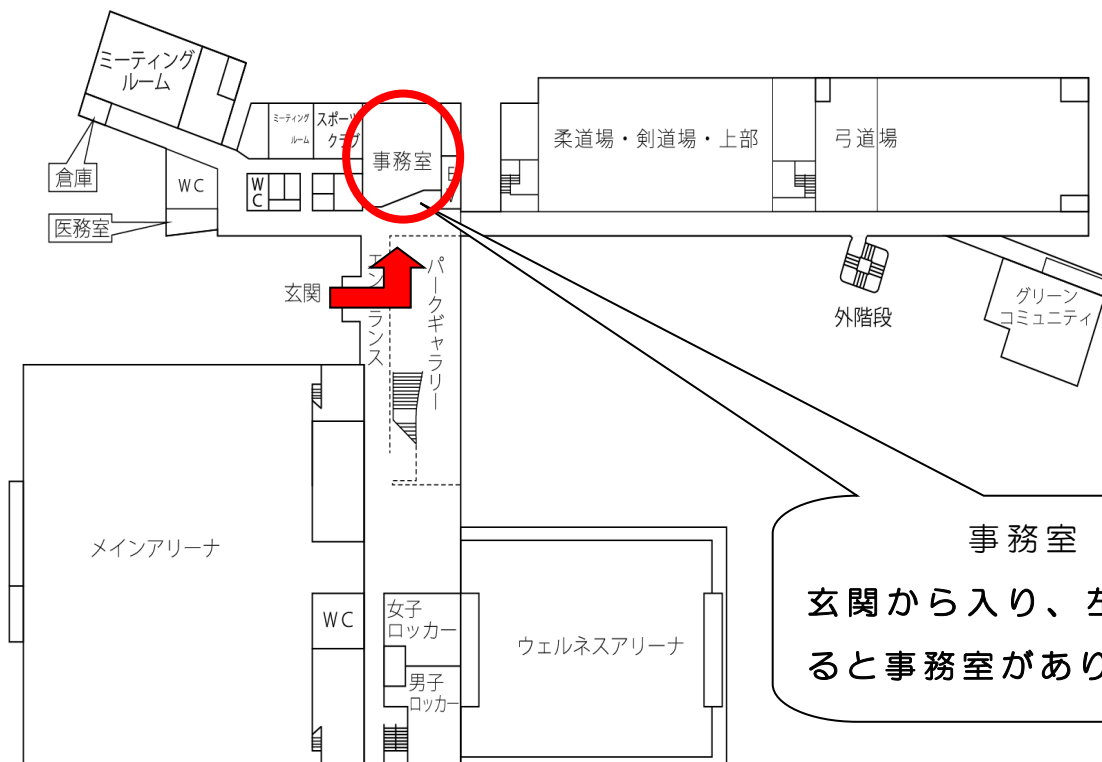 ミーティング
ルーム
倉庫
WC
医務室
ミーティング
ルーム
スポーツ
クラブ
事務室
WC
柔道場・剣道場・上部
弓道場
玄関
エントランス
パークギャラリー
外階段
グリーン
コミュニティ
メインアリーナ
WC
女子
ロッカー
男子
ロッカー
ウェルネスアリーナ
事務室
玄関から入り、左
ると事務室があり